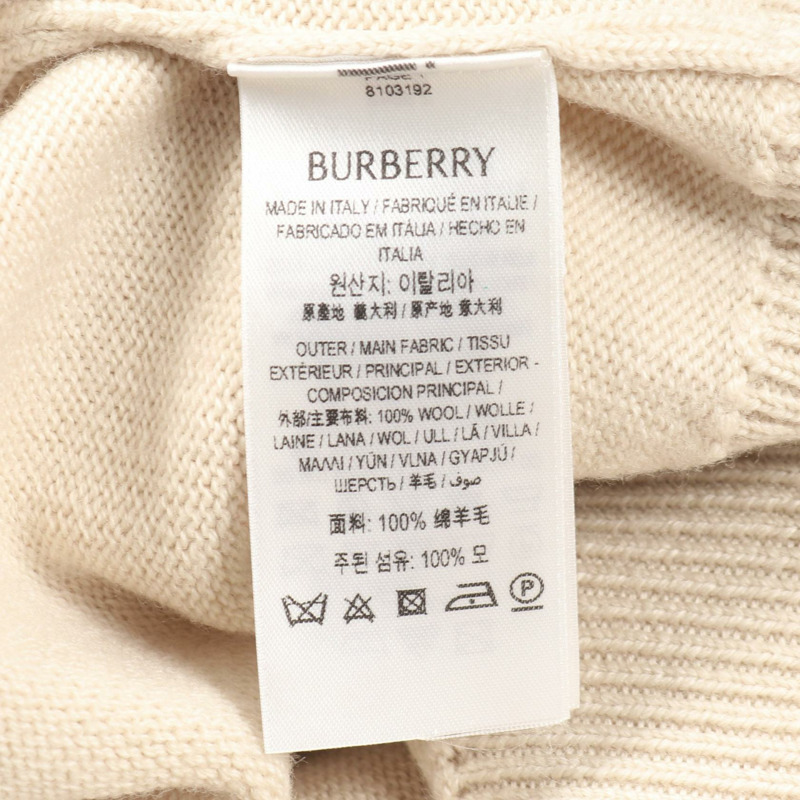 PAGE 1
8103192
BURBERRY
MADE IN ITALY / FABRIQUÉ EN ITALIE /
FABRICADO EM ITÁLIA / HECHO EN
ITALIA
원산지: 이탈리아
原產地 義大利 / 原产地 意大利
OUTER / MAIN FABRIC / TISSU
EXTÉRIEUR / PRINCIPAL / EXTERIOR -
COMPOSICION PRINCIPAL /
外部/主要布料: 100% WOOL / WOLLE /
LAINE / LANA / WOL / ULL / LÃ / VILLA /
ΜΑΛΛΙ / YÜN / VLNA / GYAPJÚ /
ШЕРСТЬ / 羊毛 / صوف
面料: 100% 绵羊毛
주된 섬유: 100% 모
P